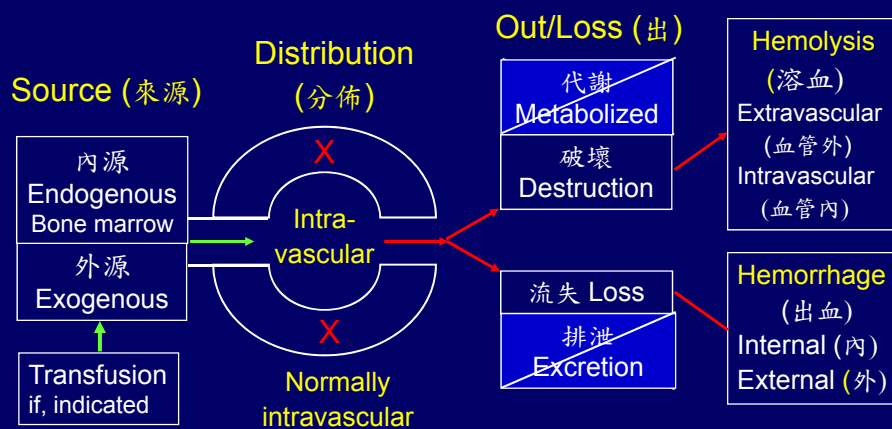 Source (來源)
內源
Endogenous
Bone marrow
外源
Exogenous
Transfusion
if, indicated
Distribution
(分佈)
X
Intra-
vascular
X
Normally
intravascular
Out/Loss (出)
代謝
Metabolized
破壞
Destruction
流失 Loss
排泄
Excretion
Hemolysis
(溶血)
Extravascular
(血管外)
Intravascular
(血管內)
Hemorrhage
(出血)
Internal (內)
External (外)